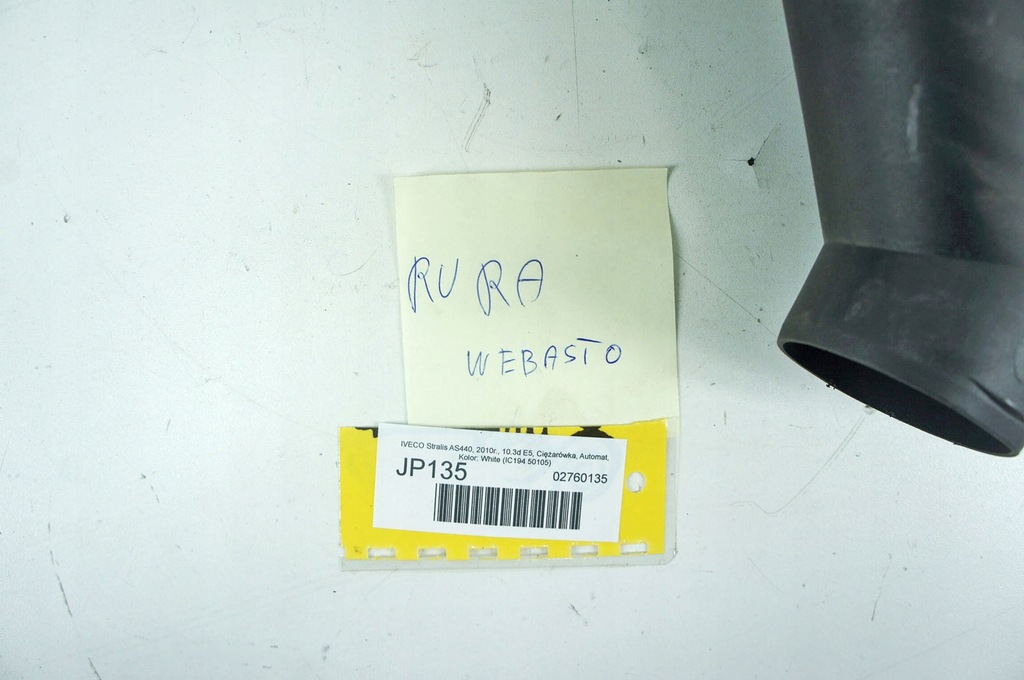 RURA
WEBASTO
IVECO Stralis AS440, 2010r., 10.3d E5, Ciężarówka, Automat,
Kolor: White (IC194 50105)
JP135
02760135